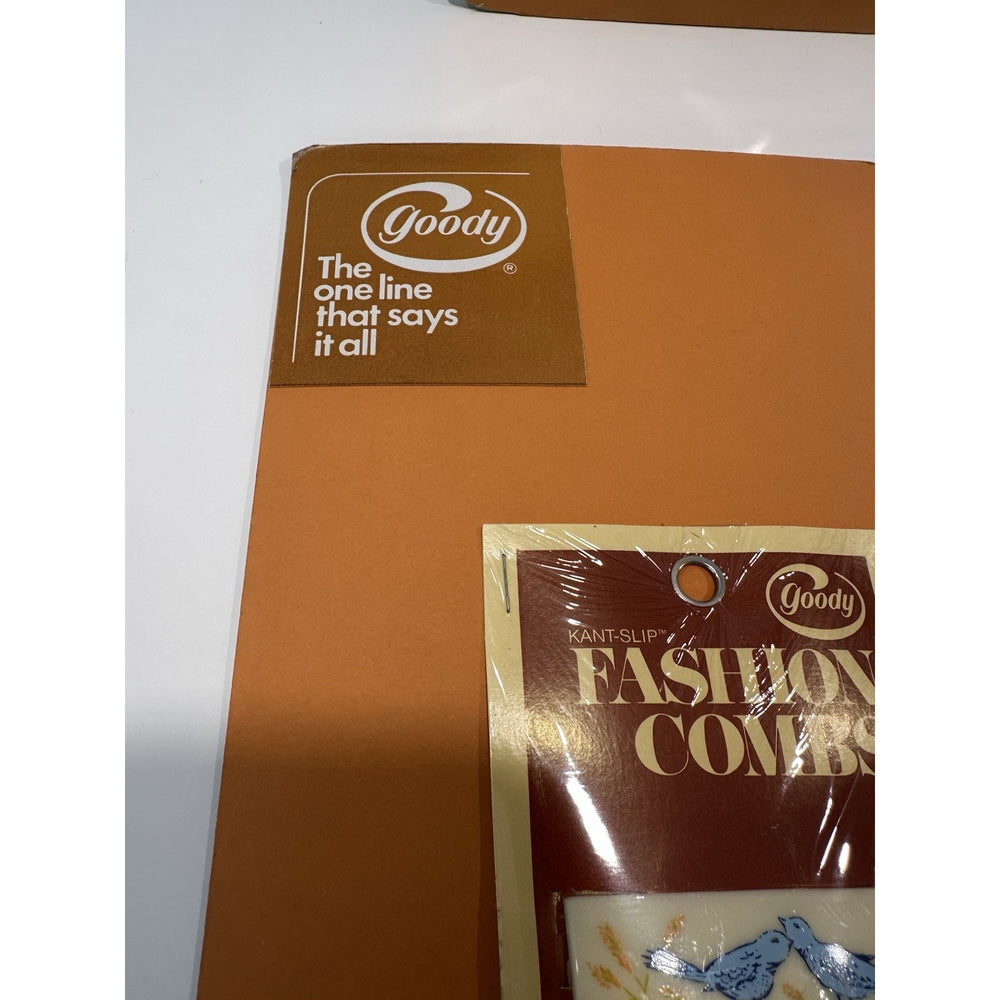 goody
®
The
one line
that says
it all
goody
KANT-SLIP™
FASHION
COMBS